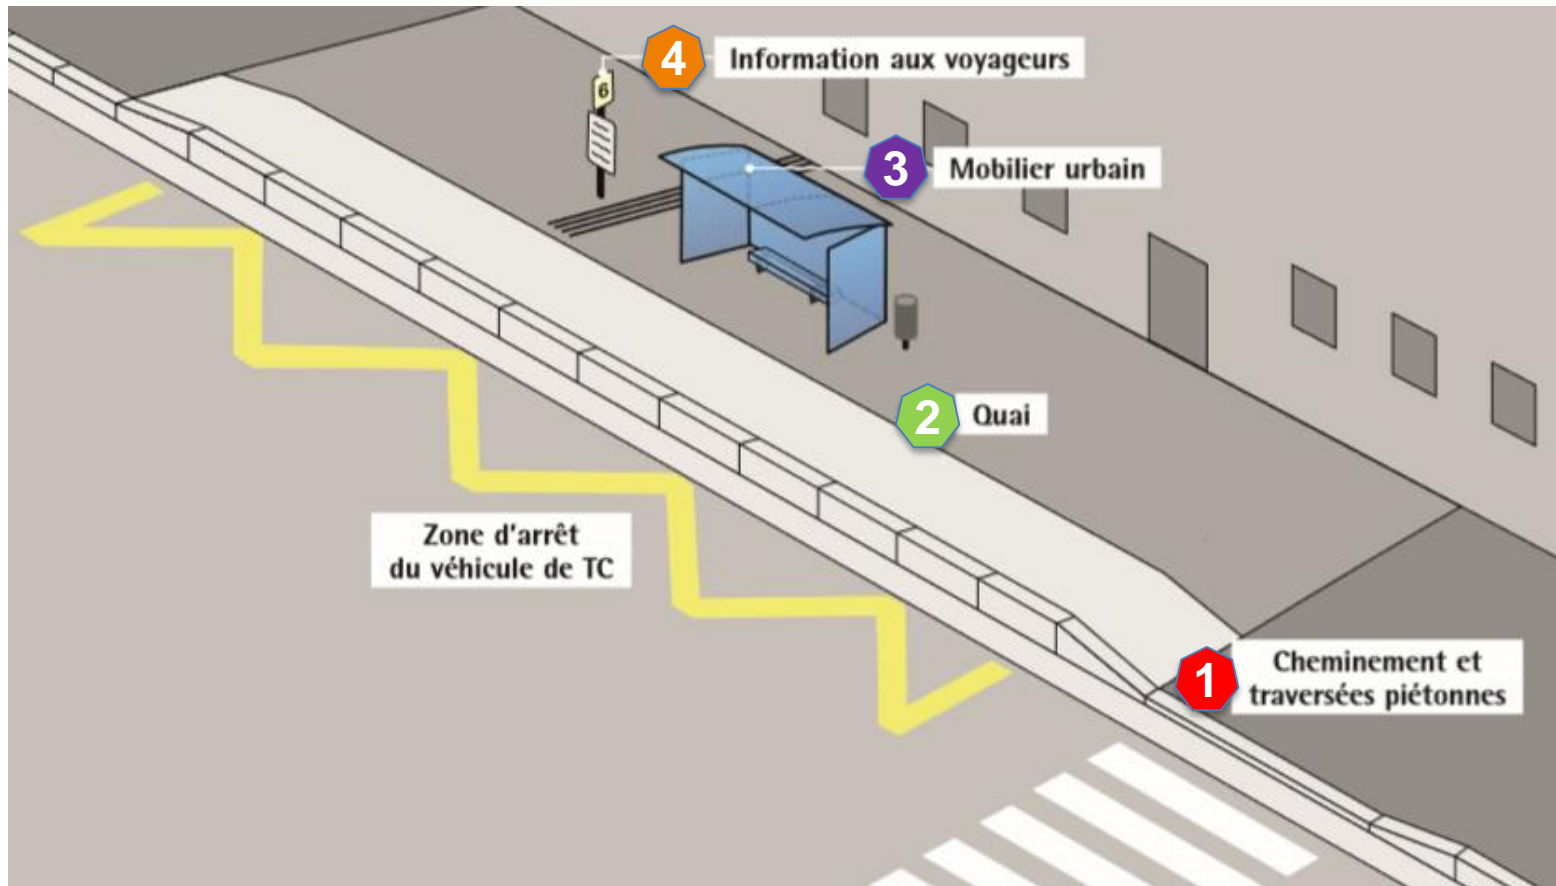 4 Information aux voyageurs
6
3 Mobilier urbain
2 Quai
Zone d'arrêt
du véhicule de TC
1 Cheminement et
traversées piétonnes